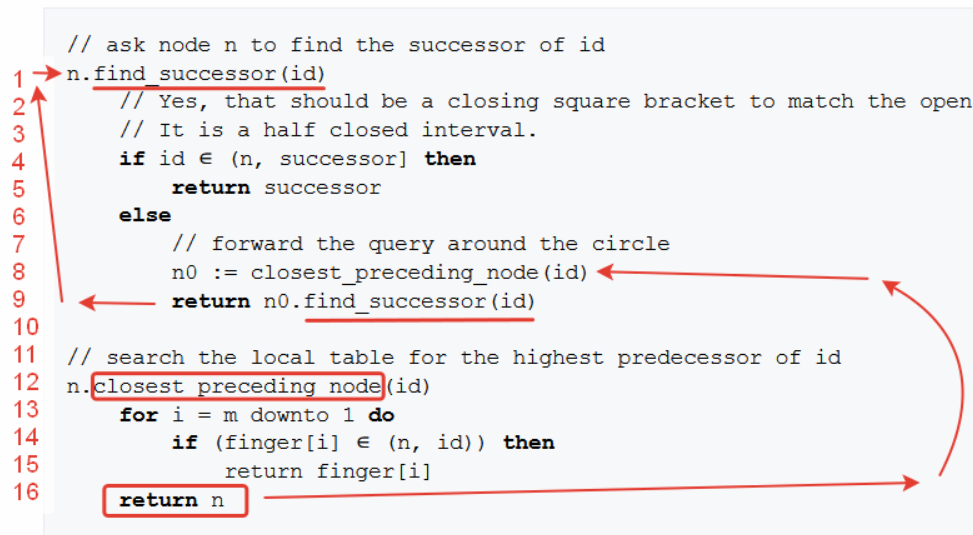 // ask node n to find the successor of id
1 n.find_successor(id)
2 // Yes, that should be a closing square bracket to match the open
3 // It is a half closed interval.
4 if id ∈ (n, successor] then
5 return successor
6 else
7 // forward the query around the circle
8 n0 := closest_preceding_node(id)
9 return n0.find_successor(id)
10
11 // search the local table for the highest predecessor of id
12 n.closest_preceding_node(id)
13 for i = m downto 1 do
14 if (finger[i] ∈ (n, id)) then
15 return finger[i]
16 return n